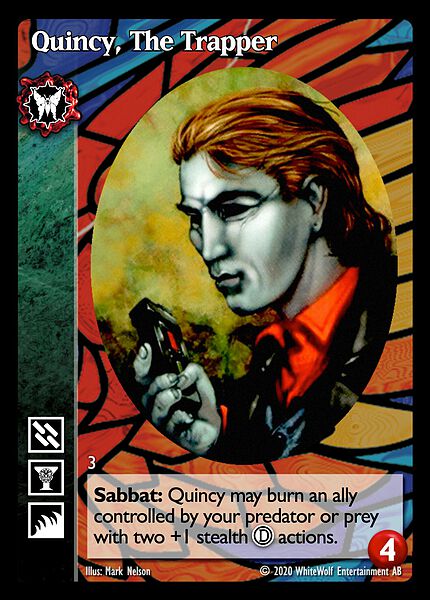 Quincy, The Trapper
3
Sabbat: Quincy may burn an ally
controlled by your predator or prey
with two +1 stealth Ⓓ actions.
4
Illus: Mark Nelson © 2020 WhiteWolf Entertainment AB